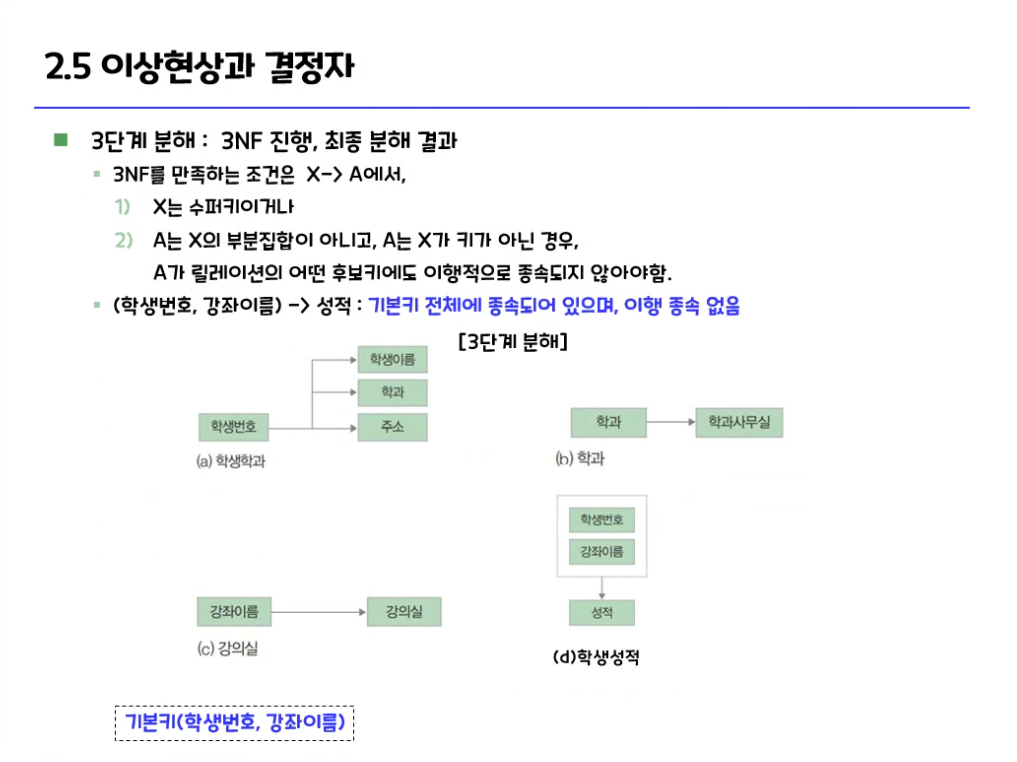 2.5 이상현상과 결정자
3단계 분해 : 3NF 진행, 최종 분해 결과
3NF를 만족하는 조건은 X-> A에서,
1) X는 수퍼키이거나
2) A는 X의 부분집합이 아니고, A는 X가 키가 아닌 경우,
A가 릴레이션의 어떤 후보키에도 이행적으로 종속되지 않아야함.
(학생번호, 강좌이름) -> 성적 : 기본키 전체에 종속되어 있으며, 이행 종속 없음
[3단계 분해]
학생이름
학과
학생번호
주소
(a) 학생학과
학과
학과사무실
(b) 학과
강좌이름
강의실
(c) 강의실
학생번호
강좌이름
성적
(d)학생성적
기본키(학생번호, 강좌이름)